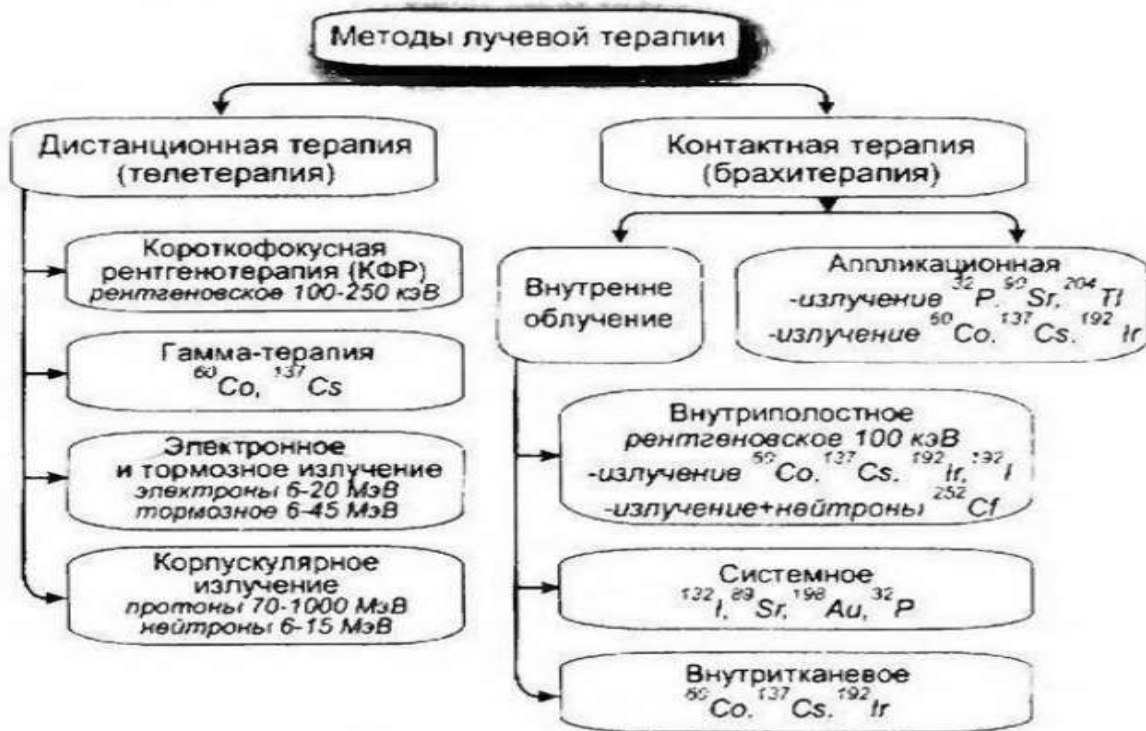 Методы лучевой терапии
Дистанционная терапия
(телетерапия)
Короткофокусная
рентгенотерапия (КФР)
рентгеновское 100-250 кэВ
Гамма-терапия
⁶⁰Co, ¹³⁷Cs
Электронное
и тормозное излучение
электроны 6-20 МэВ
тормозное 6-45 МэВ
Корпускулярное
излучение
протоны 70-1000 МэВ
нейтроны 6-15 МэВ
Контактная терапия
(брахитерапия)
Внутренне
облучение
Аппликационная
-излучение ³²P. ⁹⁰Sr, ²⁰⁴Tl
-излучение ⁶⁰Co. ¹³⁷Cs. ¹⁹²Ir
Внутриполостное
рентгеновское 100 кэВ
-излучение ⁶⁰Co. ¹³⁷Cs. ¹⁹²Ir, ¹⁹²I
-излучение+нейтроны ²⁵²Cf
Системное
¹³²I, ⁸⁹Sr, ¹⁹⁸Au, ³²P
Внутритканевое
⁶⁰Co. ¹³⁷Cs. ¹⁹²Ir